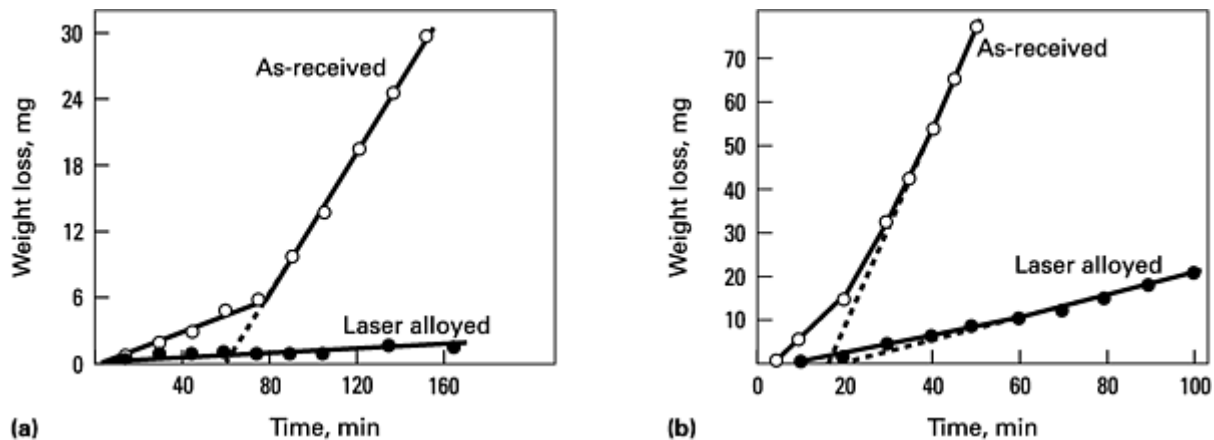 30
24
18
12
6
0
Weight loss, mg
As-received
Laser alloyed
40 80 120 160
(a)
Time, min
70
60
50
40
30
20
10
Weight loss, mg
As-received
Laser alloyed
0 20 40 60 80 100
(b)
Time, min